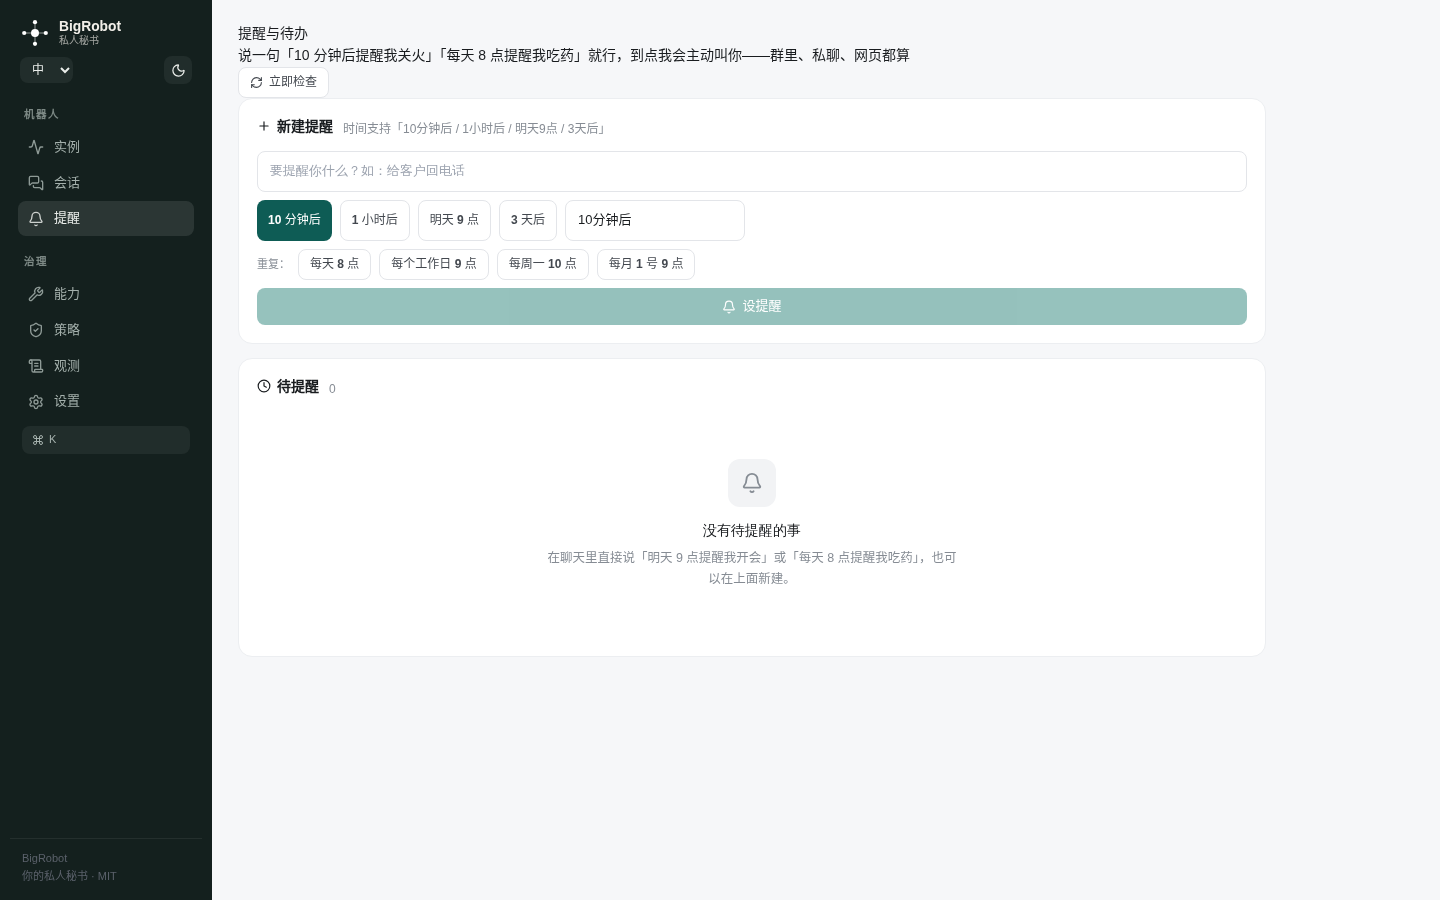 BigRobot
私人秘书
中
机器人
实例
会话
提醒
治理
能力
策略
观测
设置
⌘ K
BigRobot
你的私人秘书 · MIT
提醒与待办
说一句「10 分钟后提醒我关火」「每天 8 点提醒我吃药」就行，到点我会主动叫你——群里、私聊、网页都算
立即检查
新建提醒 时间支持「10分钟后 / 1小时后 / 明天9点 / 3天后」
要提醒你什么？如：给客户回电话
10 分钟后 1 小时后 明天 9 点 3 天后 10分钟后
重复： 每天 8 点 每个工作日 9 点 每周一 10 点 每月 1 号 9 点
设提醒
待提醒 0
没有待提醒的事
在聊天里直接说「明天 9 点提醒我开会」或「每天 8 点提醒我吃药」，也可
以在上面新建。